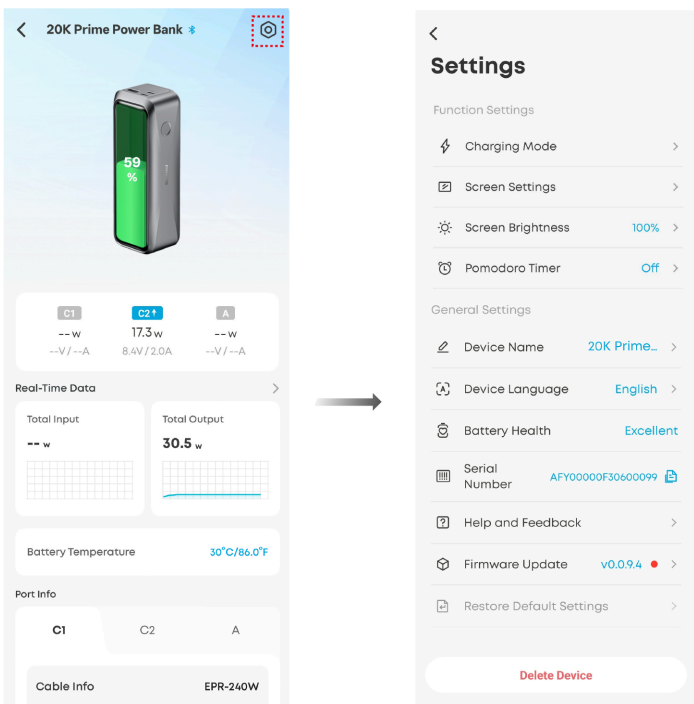 20K Prime Power Bank
59
%
C1 C2 A
-- w 17.3 w -- w
--V/--A 8.4V/2.0A --V/--A
Real-Time Data
Total Input Total Output
-- w 30.5 w
Battery Temperature 30°C/86.0°F
Port Info
C1 C2 A
Cable Info EPR-240W
Settings
Function Settings
Charging Mode
Screen Settings
Screen Brightness 100%
Pomodoro Timer Off
General Settings
Device Name 20K Prime...
Device Language English
Battery Health Excellent
Serial
Number AFY00000F30600099
Help and Feedback
Firmware Update v0.0.9.4
Restore Default Settings
Delete Device